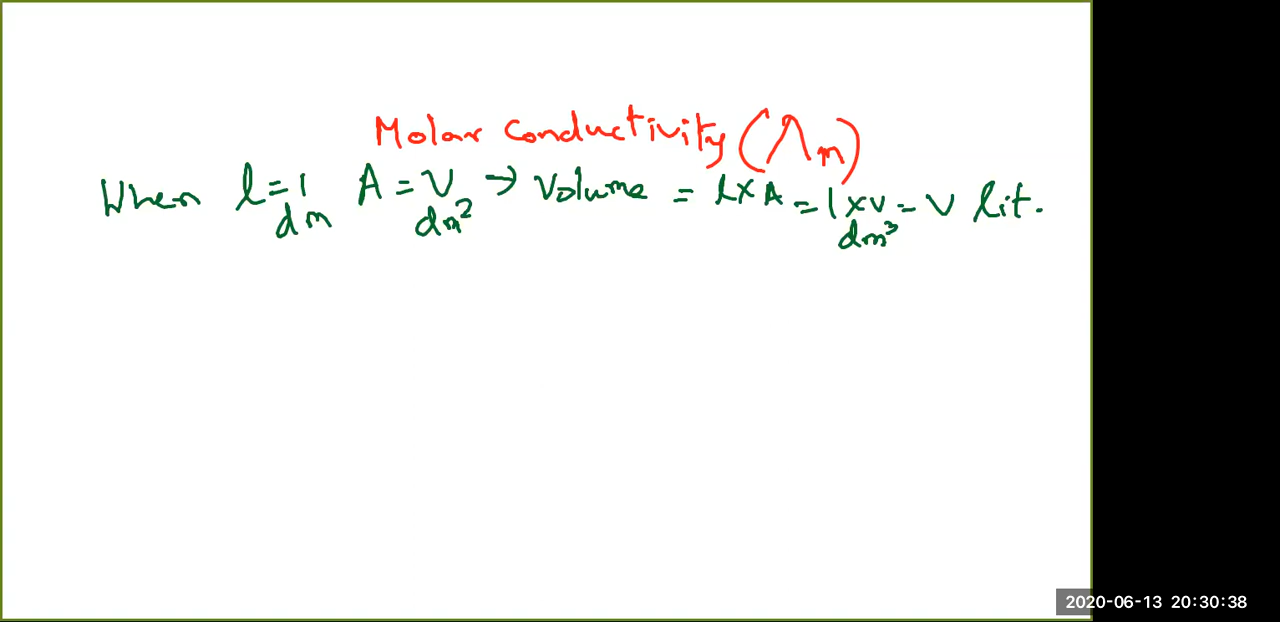 Molar Conductivity (Λm)
When l = 1 dm A = V dm² → Volume = l × A = 1 × V dm³ = V lit.
2020-06-13 20:30:38